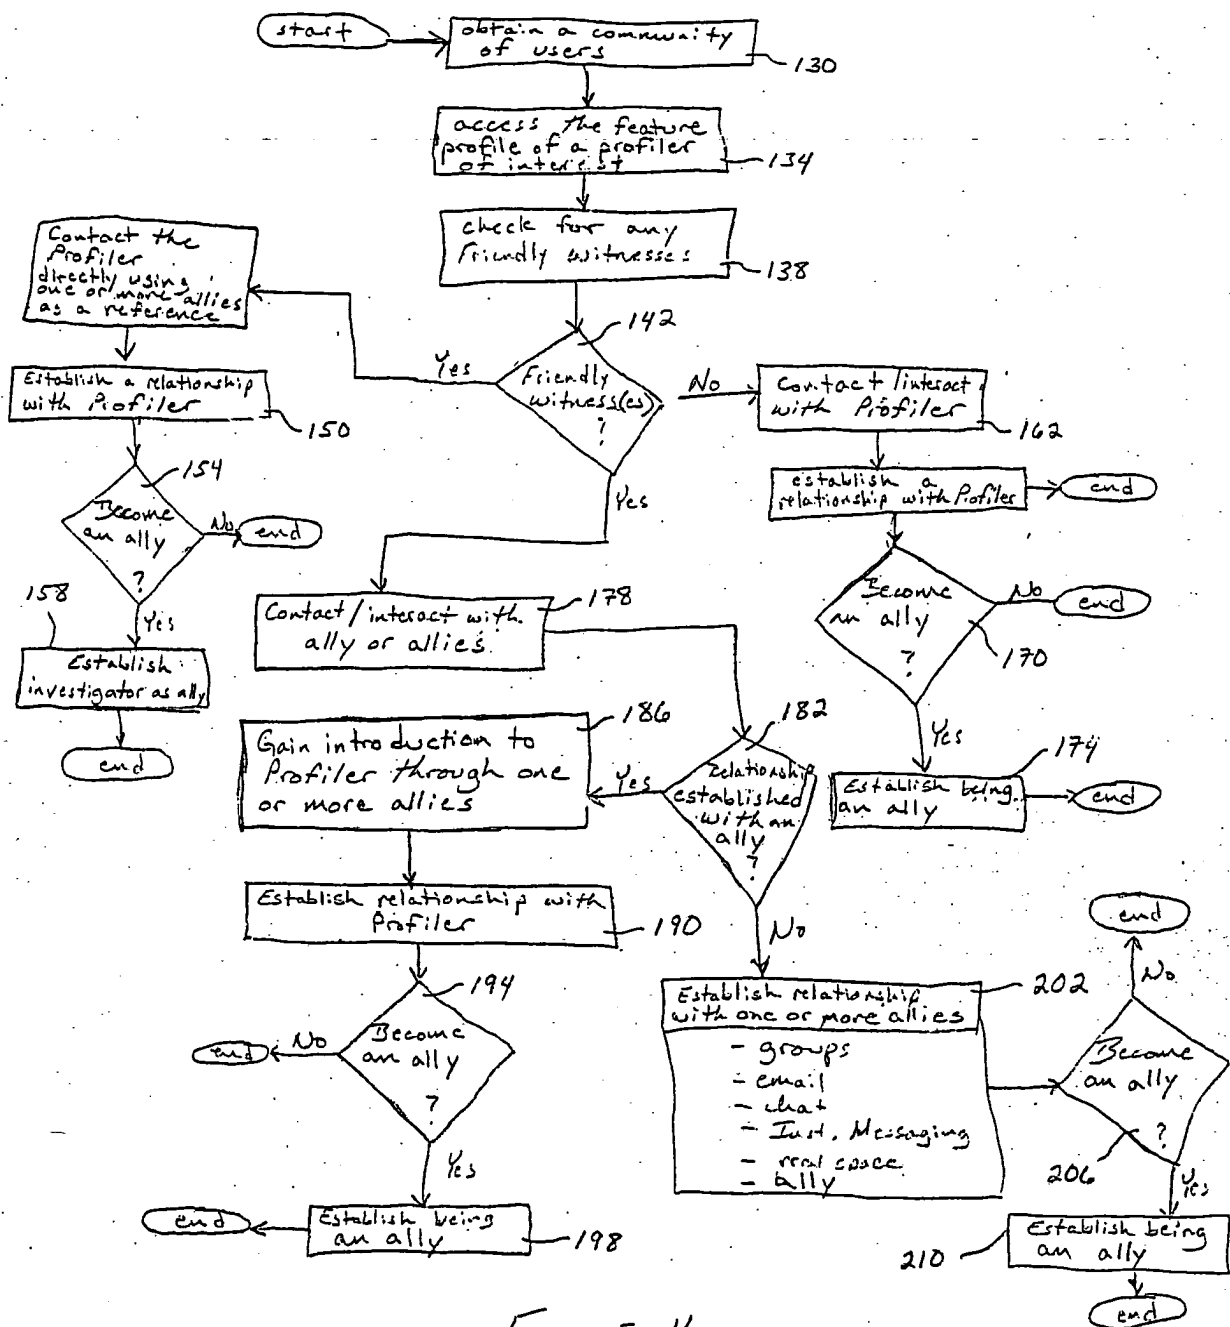 start
obtain a community
of users
130
access the feature
profile of a profiler
of interest
134
check for any
Friendly witnesses
138
Contact the
Profiler
directly using
one or more allies
as a reference
142
Yes
Friendly
witness(es)
?
No
Contact/interact
with Profiler
162
Establish a relationship
with Profiler
150
establish a
relationship with Profiler
end
154
Become
an ally
?
No
end
Yes
158
Yes
Establish
investigator as ally
end
Become
an ally
?
No
end
170
Yes
174
Establish being
an ally
end
Contact/interact with
ally or allies
178
182
Relationship
established
with an
ally
?
Yes
186
Gain introduction to
Profiler through one
or more allies
Establish relationship with
Profiler
190
No
194
Become
an ally
?
No
end
Yes
Establish being
an ally
198
end
202
Establish relationship
with one or more allies
- groups
- email
- chat
- Inst. Messaging
- real space
- ally
end
No
Become
an ally
?
206
Yes
210
Establish being
an ally
end